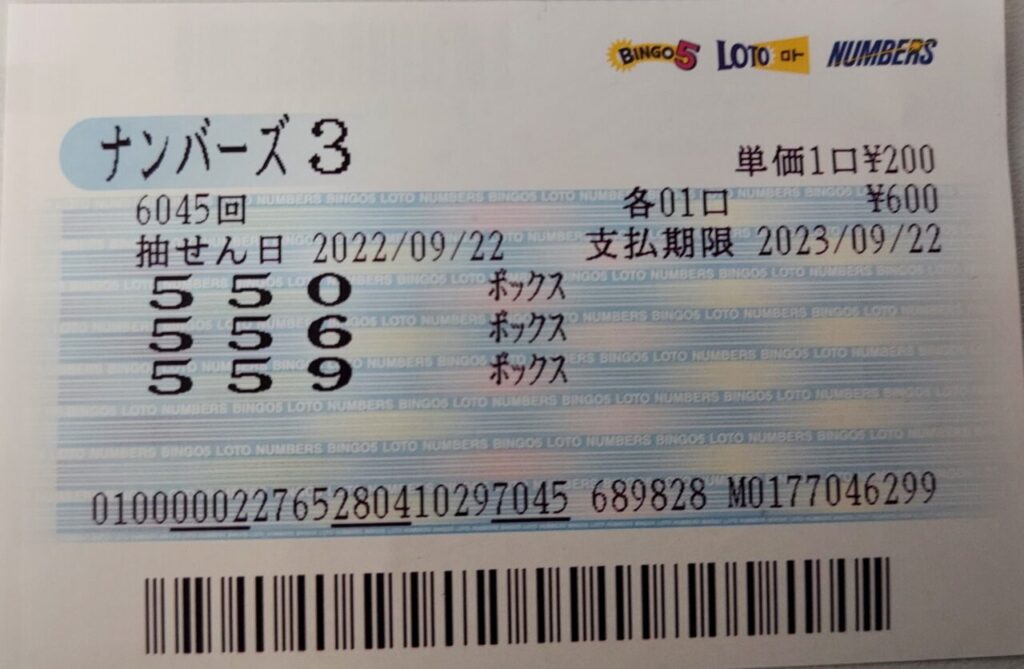 BINGO5 LOTO ロト NUMBERS
ナンバーズ3
単価1口¥200
6045回 各01口 ¥600
抽せん日 2022/09/22 支払期限 2023/09/22
5 5 0 ボックス
5 5 6 ボックス
5 5 9 ボックス
010000022765280410297045 689828 M0177046299